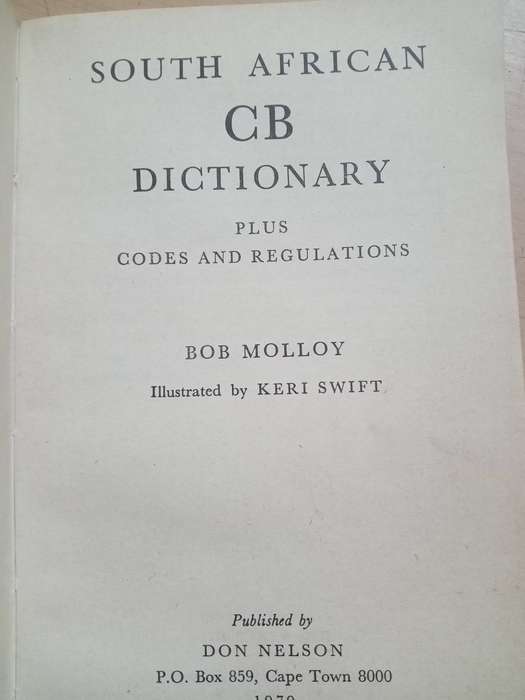 SOUTH AFRICAN
CB
DICTIONARY
PLUS
CODES AND REGULATIONS
BOB MOLLOY
Illustrated by KERI SWIFT
Published by
DON NELSON
P.O. Box 859, Cape Town 8000